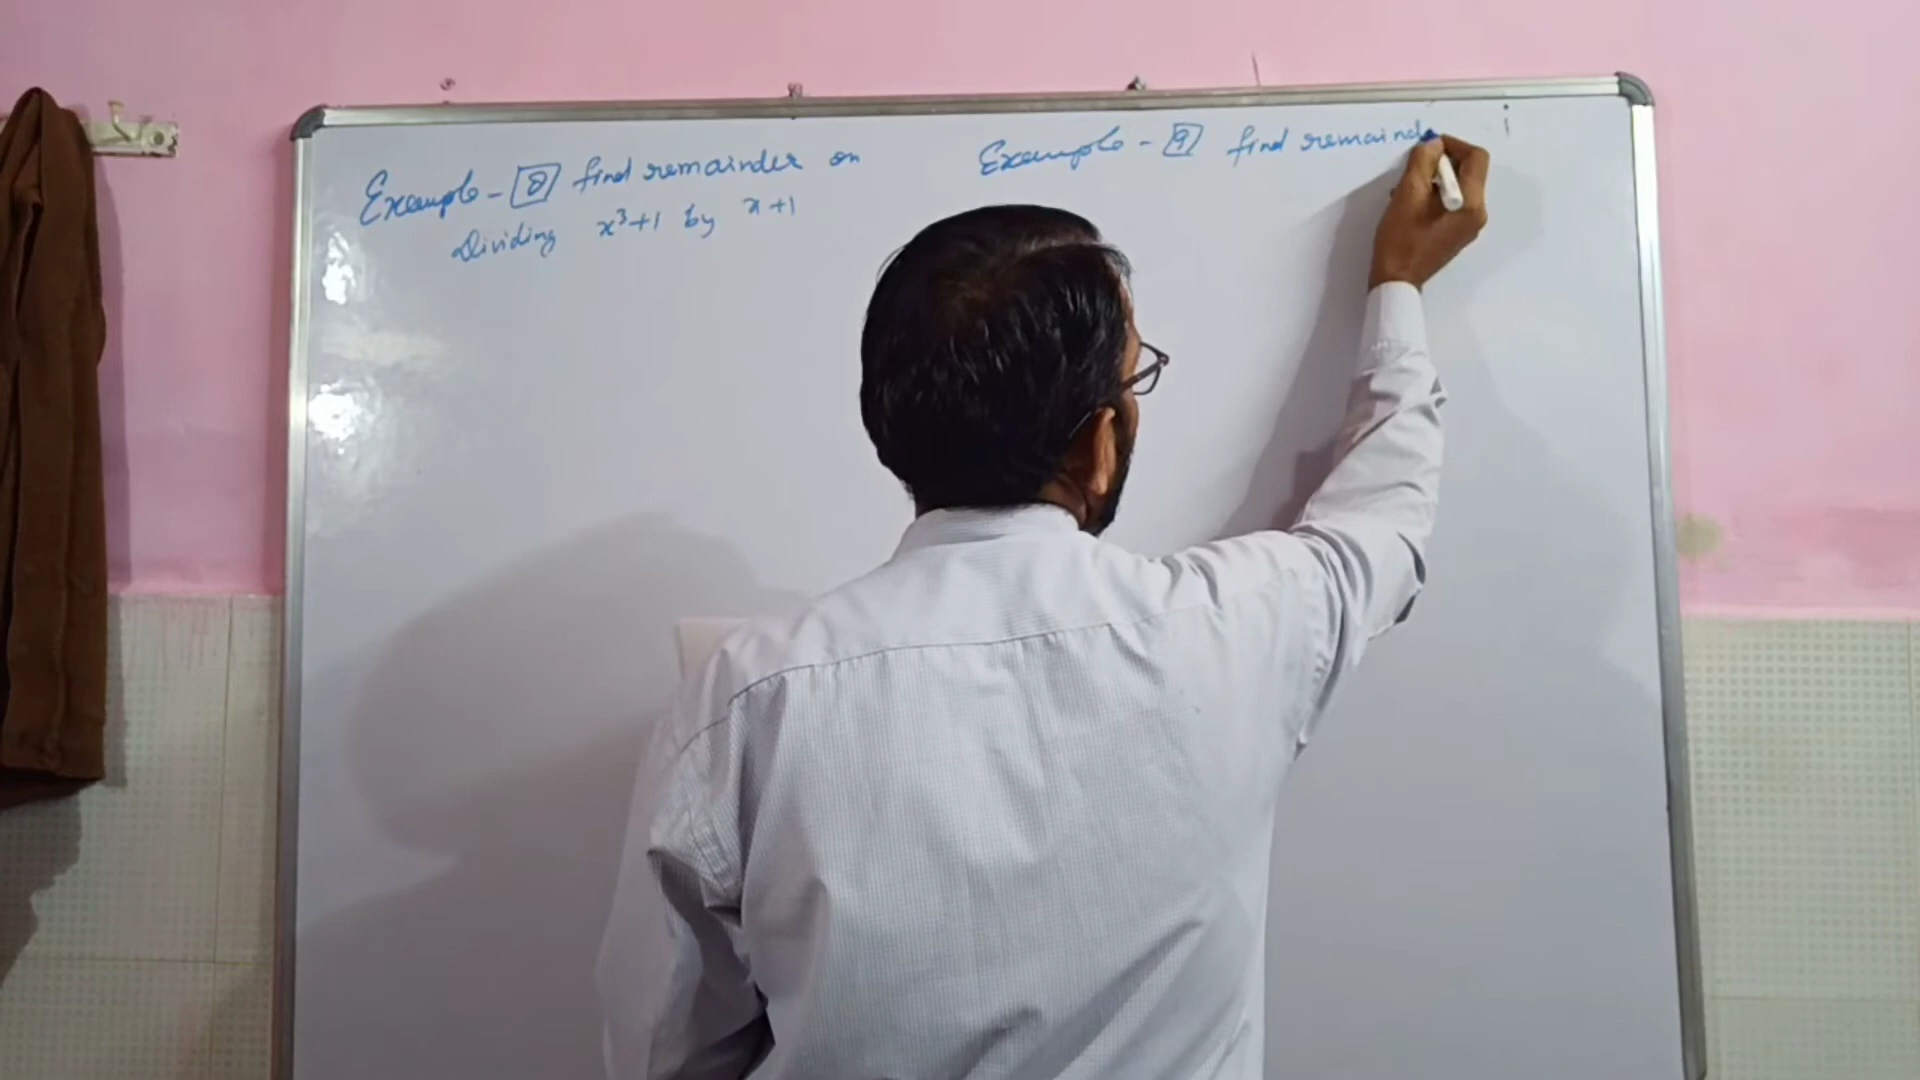 Example - 8 find remainder on
Dividing x³+1 by x+1
Example - 9 find remainde